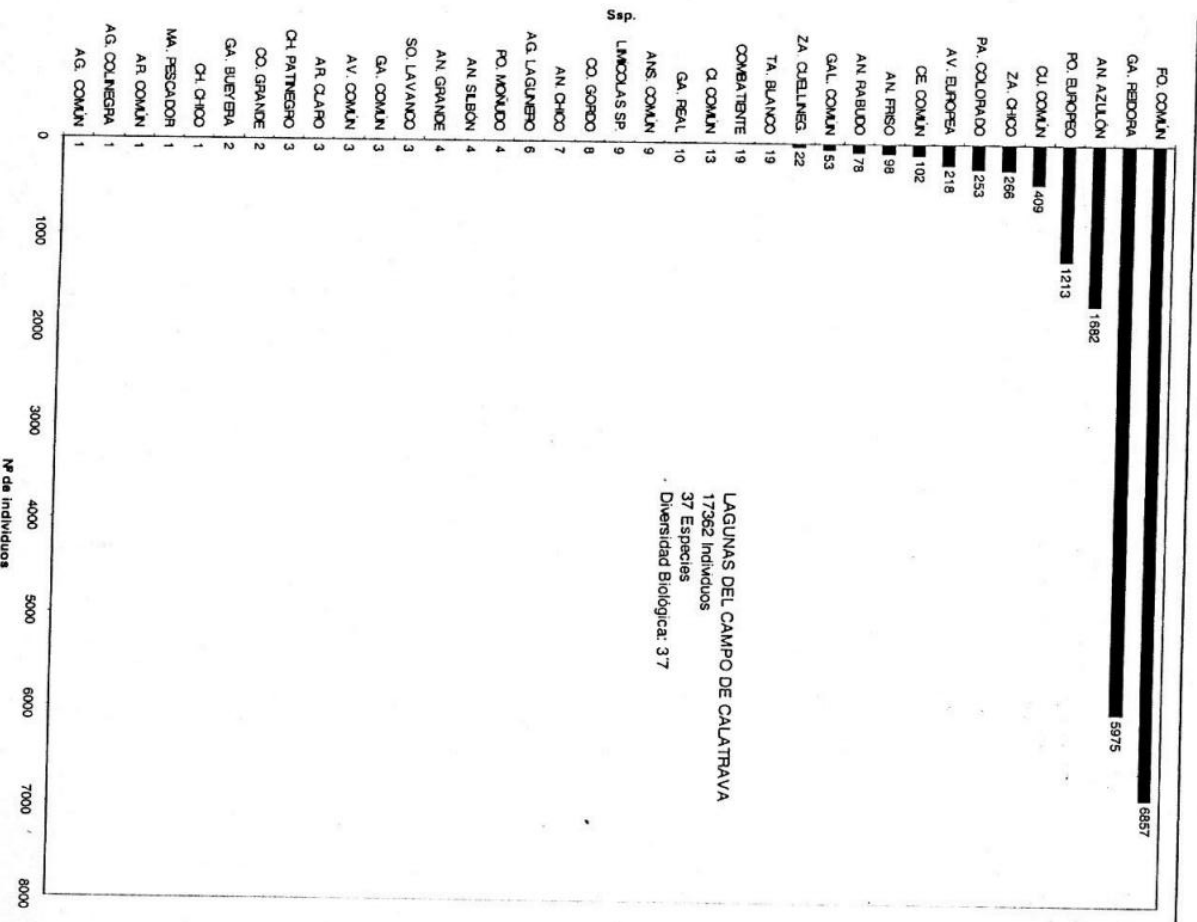 Ssp.
FO. COMÚN 6857
GA. REIDORA 5975
AN. AZULÓN 1682
PO. EUROPEO 1213
CU. COMÚN 409
ZA. CHICO 266
PA. COLORADO 253
AV. EUROPEA 218
CE. COMÚN 102
AN. FRISO 98
AN. RABUDO 78
GAL. COMUN 53
ZA. CUELLINEG. 22
TA. BLANCO 19
COMBATIENTE 19
CI. COMÚN 13
GA. REAL 10
ANS. COMÚN 9
LIMICOLAS SP. 9
CO. GORDO 8
AN. CHICO 7
AG. LAGUNERO 6
PO. MOÑUDO 4
AN. SILBÓN 4
AN. GRANDE 4
SO. LAVANCO 3
GA. COMUN 3
AV. COMÚN 3
AR. CLARO 3
CH. PATINEGRO 3
CO. GRANDE 2
GA. BUEYERA 2
CH. CHICO 1
MA. PESCADOR 1
AR. COMÚN 1
AG. COLINEGRA 1
AG. COMÚN 1
0 1000 2000 3000 4000 5000 6000 7000 8000
Nº de individuos
LAGUNAS DEL CAMPO DE CALATRAVA
17362 Individuos
37 Especies
Diversidad Biológica: 3'7